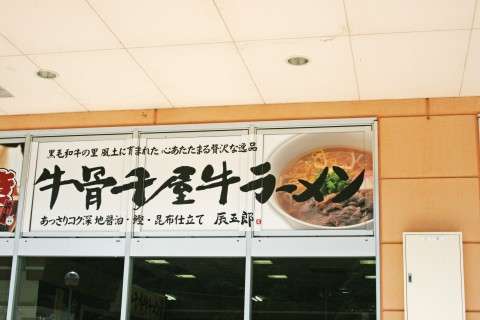 黒毛和牛の里 風土に育まれた 心あたたまる贅沢な逸品
牛骨手屋牛ラーメン
あっさりコク深 地醤油・鰹・昆布仕立て 辰五郎